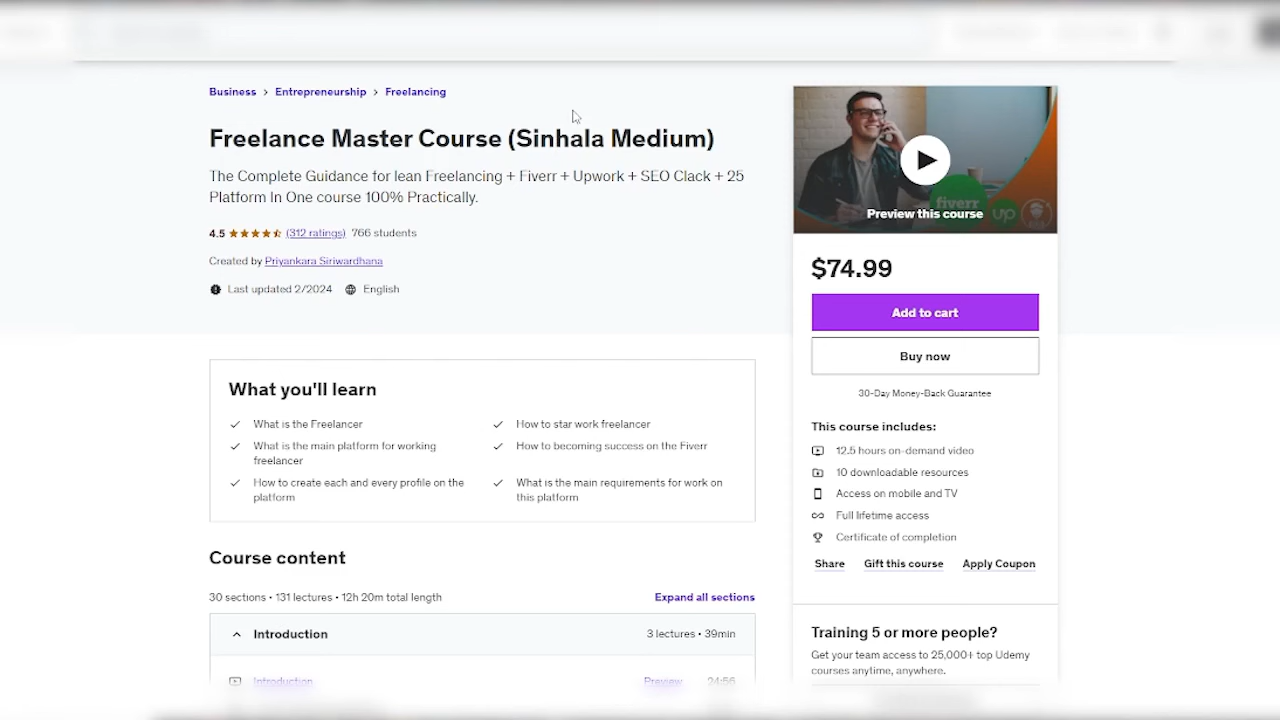 Business > Entrepreneurship > Freelancing
Freelance Master Course (Sinhala Medium)
The Complete Guidance for lean Freelancing + Fiverr + Upwork + SEO Clack + 25
Platform In One course 100% Practically.
4.5 (312 ratings) 766 students
Created by Priyankara Siriwardhana
Last updated 2/2024 English
What you'll learn
What is the Freelancer
What is the main platform for working
freelancer
How to create each and every profile on the
platform
How to star work freelancer
How to becoming success on the Fiverr
What is the main requirements for work on
this platform
Course content
30 sections • 131 lectures • 12h 20m total length
Expand all sections
Introduction
3 lectures • 39min
Introduction
Preview
24:56
fiverr
up
Preview this course
$74.99
Add to cart
Buy now
30-Day Money-Back Guarantee
This course includes:
12.5 hours on-demand video
10 downloadable resources
Access on mobile and TV
Full lifetime access
Certificate of completion
Share Gift this course Apply Coupon
Training 5 or more people?
Get your team access to 25,000+ top Udemy
courses anytime, anywhere.